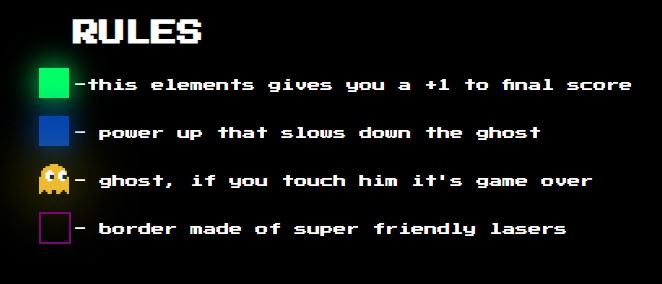 RULES
-this elements gives you a +1 to final score
- power up that slows down the ghost
- ghost, if you touch him it's game over
- border made of super friendly lasers